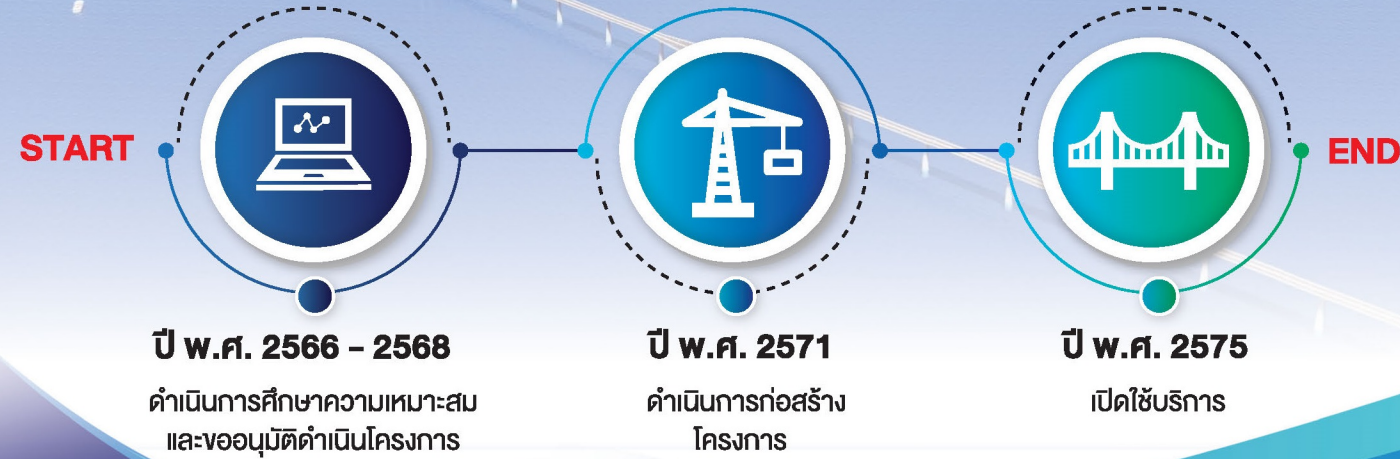 START
END
ปี พ.ศ. 2566 - 2568
ดำเนินการศึกษาความเหมาะสม
และขออนุมัติดำเนินโครงการ
ปี พ.ศ. 2571
ดำเนินการก่อสร้าง
โครงการ
ปี พ.ศ. 2575
เปิดใช้บริการ